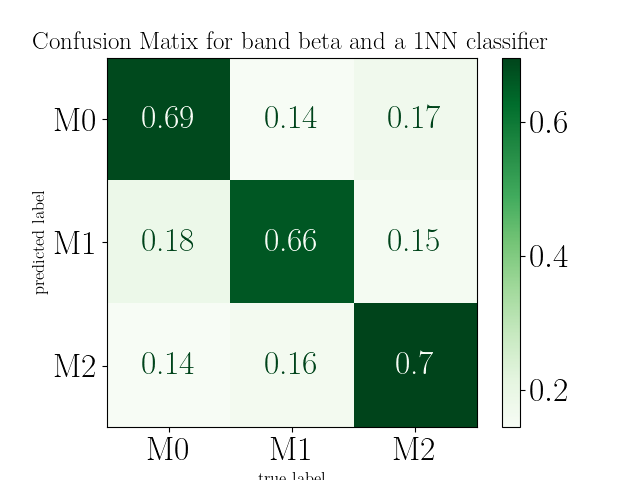 Confusion Matix for band beta and a 1NN classifier
M0 0.69 0.14 0.17
M1 0.18 0.66 0.15
M2 0.14 0.16 0.7
M0 M1 M2
predicted label
true label
0.6
0.4
0.2